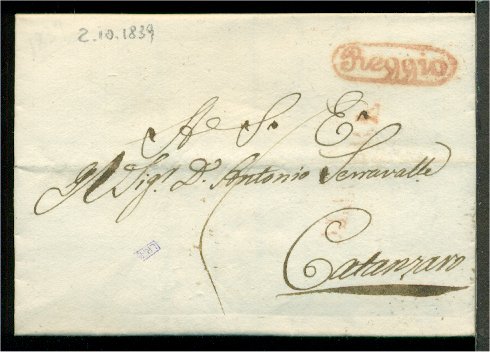 2.10.1839
Reggio
A S. E.
Il Sig.r D.n Antonio Serravalle
Catanzaro